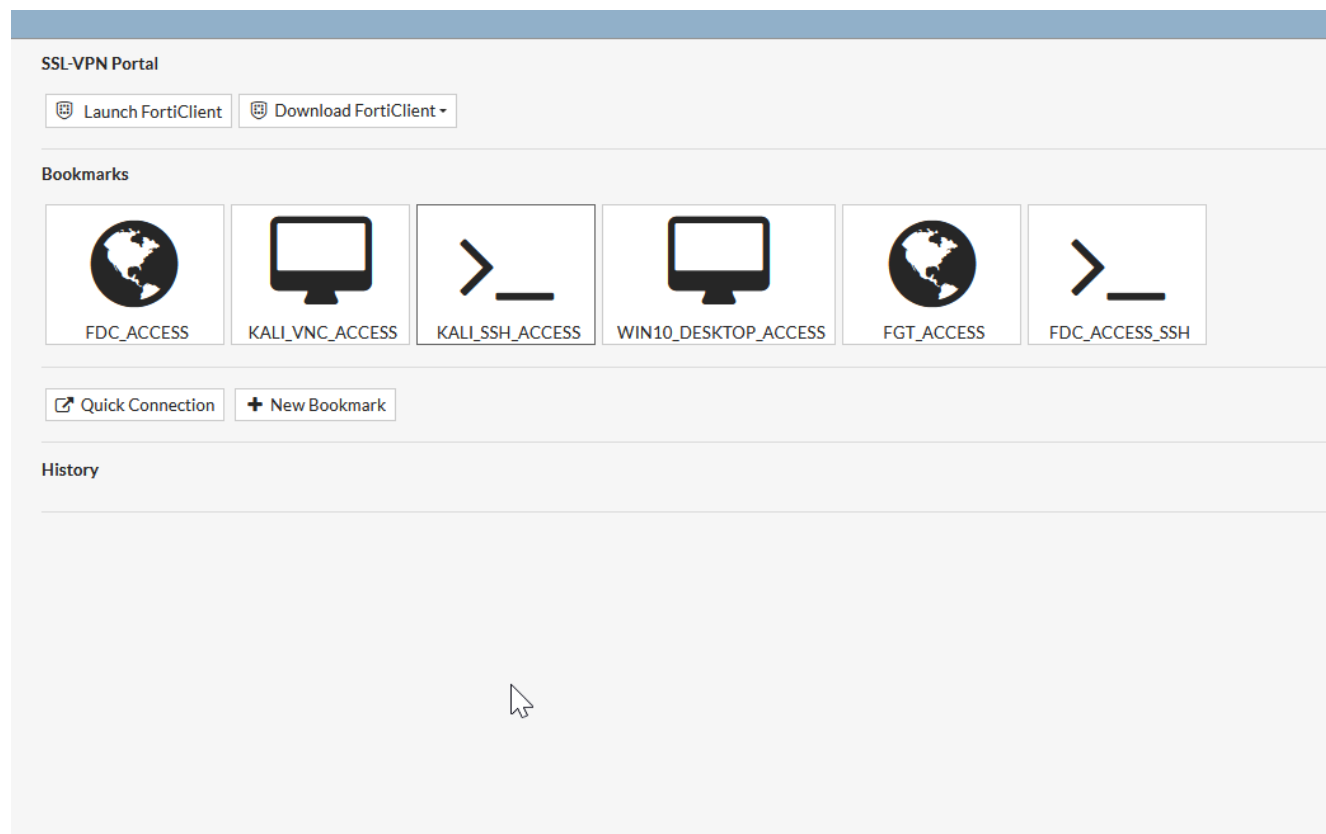 SSL-VPN Portal
Launch FortiClient Download FortiClient
Bookmarks
FDC_ACCESS KALI_VNC_ACCESS KALI_SSH_ACCESS WIN10_DESKTOP_ACCESS FGT_ACCESS FDC_ACCESS_SSH
Quick Connection New Bookmark
History